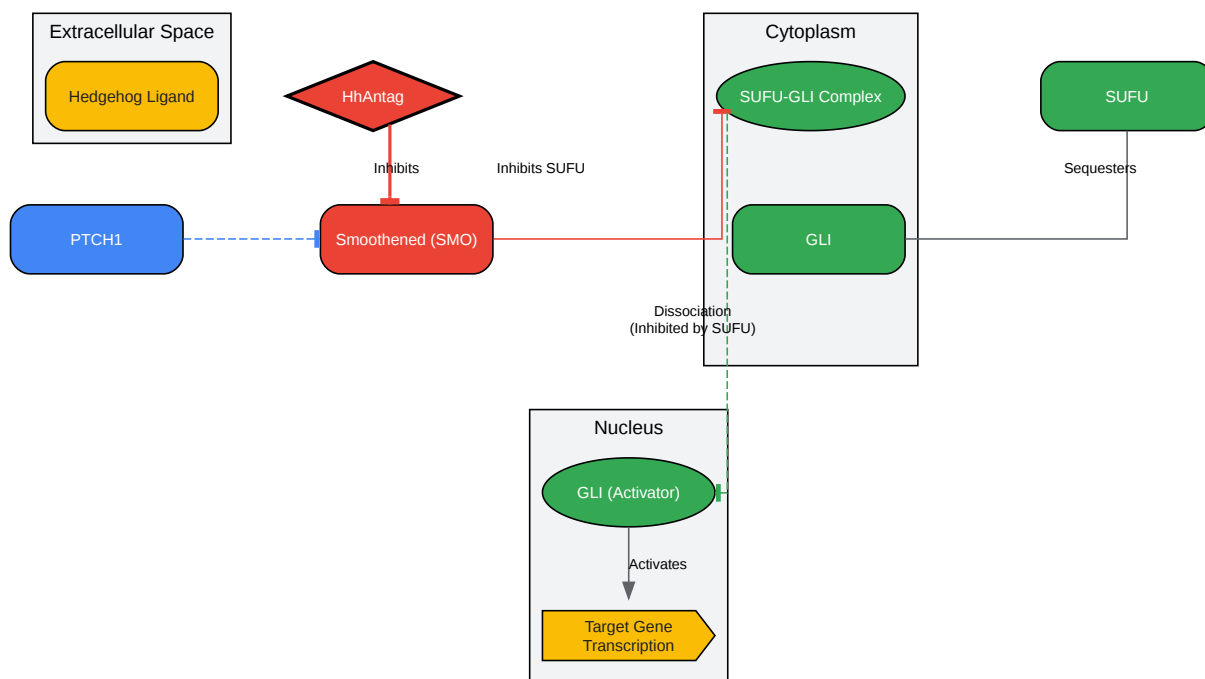 Extracellular Space
Cytoplasm
Hedgehog Ligand
HhAntag
SUFU-GLI Complex
SUFU
Inhibits
Inhibits SUFU
Sequesters
PTCH1
Smoothened (SMO)
GLI
Dissociation
(Inhibited by SUFU)
Nucleus
GLI (Activator)
Activates
Target Gene
Transcription